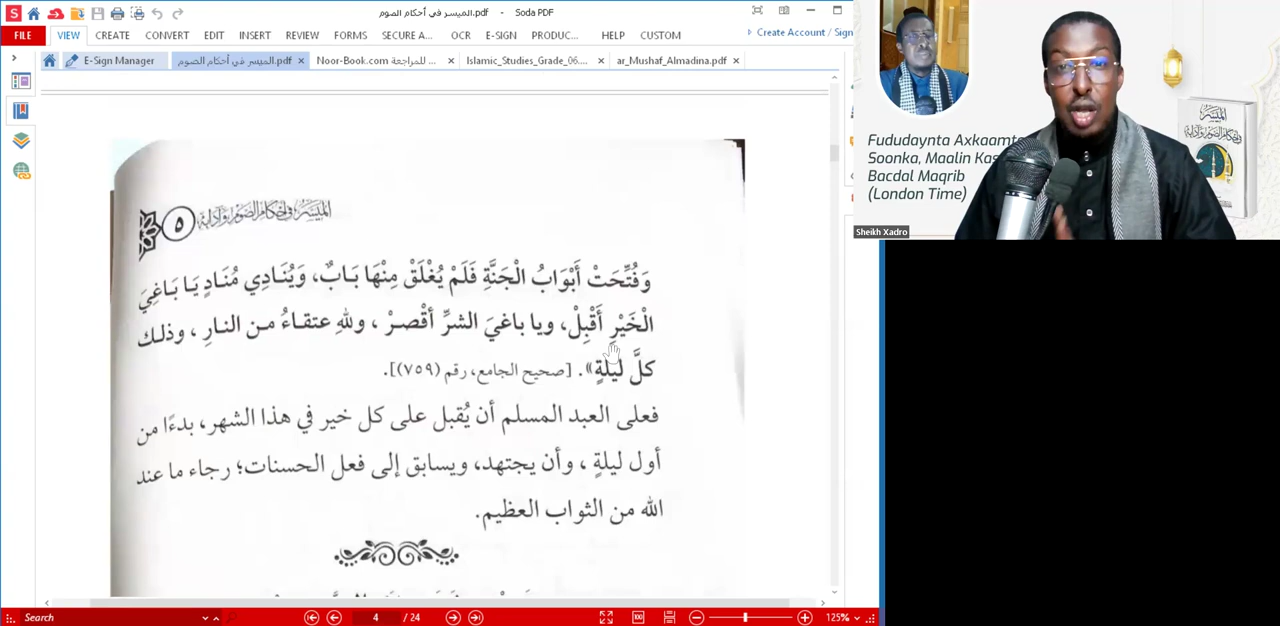 الميسر في أحكام الصوم.pdf - Soda PDF
FILE VIEW CREATE CONVERT EDIT INSERT REVIEW FORMS SECURE A... OCR E-SIGN PRODUC... HELP CUSTOM
Create Account / Sign
E-Sign Manager
الميسر في أحكام الصوم.pdf
Noor-Book.com للمراجعة ...
Islamic_Studies_Grade_06....
ar_Mushaf_Almadina.pdf
الميسر في أحكام الصوم وآدابه ٥
وَفُتِّحَتْ أَبْوَابُ الْجَنَّةِ فَلَمْ يُغْلَقْ مِنْهَا بَابٌ، وَيُنَادِي مُنَادٍ يَا بَاغِيَ
الْخَيْرِ أَقْبِلْ، ويا باغيَ الشرِّ أقْصرْ ، وللهِ عتقاءُ من النارِ ، وذلك
كلَّ ليلةٍ». [صحيح الجامع، رقم (٧٥٩)].
فعلى العبد المسلم أن يُقبل على كل خير في هذا الشهر، بدءًا من
أول ليلةٍ ، وأن يجتهد، ويسابق إلى فعل الحسنات؛ رجاء ما عند
الله من الثواب العظيم.
Search
4 / 24
100
125%
Fududaynta Axkaamta
Soonka, Maalin Kas
Bacdal Maqrib
(London Time)
Sheikh Xadro